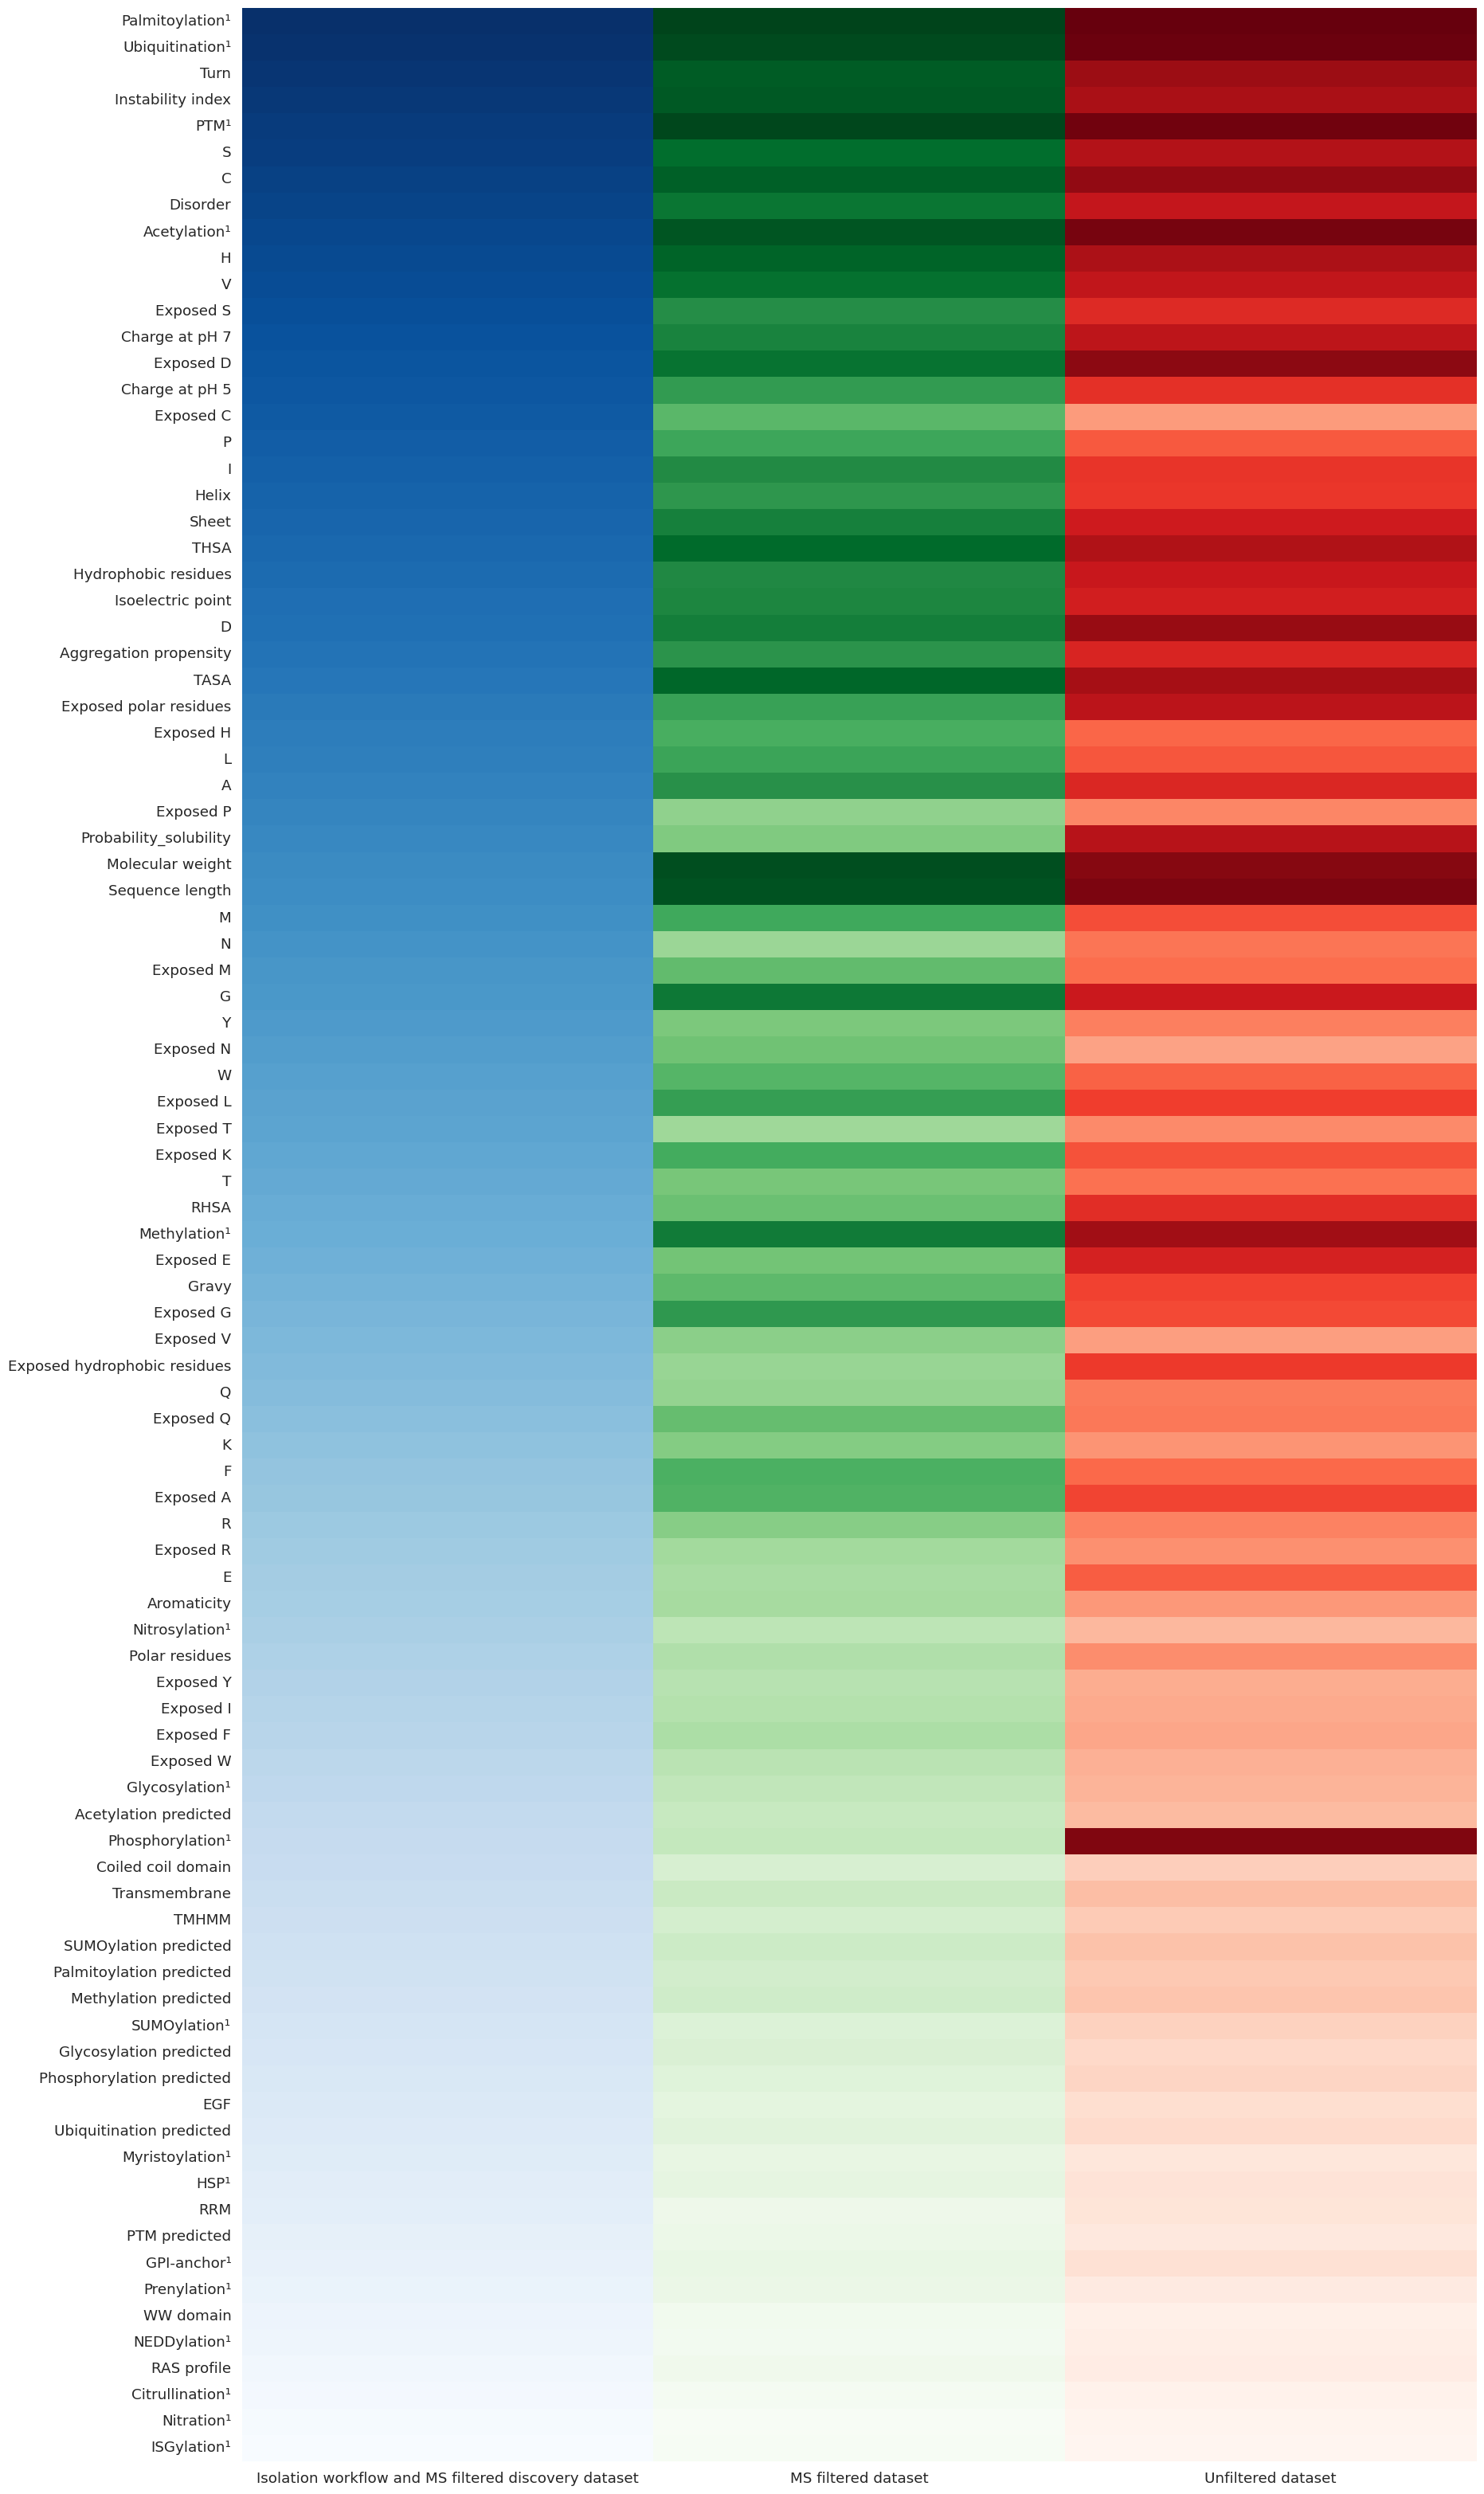 Palmitoylation¹
Ubiquitination¹
Turn
Instability index
PTM¹
S
C
Disorder
Acetylation¹
H
V
Exposed S
Charge at pH 7
Exposed D
Charge at pH 5
Exposed C
P
I
Helix
Sheet
THSA
Hydrophobic residues
Isoelectric point
D
Aggregation propensity
TASA
Exposed polar residues
Exposed H
L
A
Exposed P
Probability_solubility
Molecular weight
Sequence length
M
N
Exposed M
G
Y
Exposed N
W
Exposed L
Exposed T
Exposed K
T
RHSA
Methylation¹
Exposed E
Gravy
Exposed G
Exposed V
Exposed hydrophobic residues
Q
Exposed Q
K
F
Exposed A
R
Exposed R
E
Aromaticity
Nitrosylation¹
Polar residues
Exposed Y
Exposed I
Exposed F
Exposed W
Glycosylation¹
Acetylation predicted
Phosphorylation¹
Coiled coil domain
Transmembrane
TMHMM
SUMOylation predicted
Palmitoylation predicted
Methylation predicted
SUMOylation¹
Glycosylation predicted
Phosphorylation predicted
EGF
Ubiquitination predicted
Myristoylation¹
HSP¹
RRM
PTM predicted
GPI-anchor¹
Prenylation¹
WW domain
NEDDylation¹
RAS profile
Citrullination¹
Nitration¹
ISGylation¹
Isolation workflow and MS filtered discovery dataset
MS filtered dataset
Unfiltered dataset